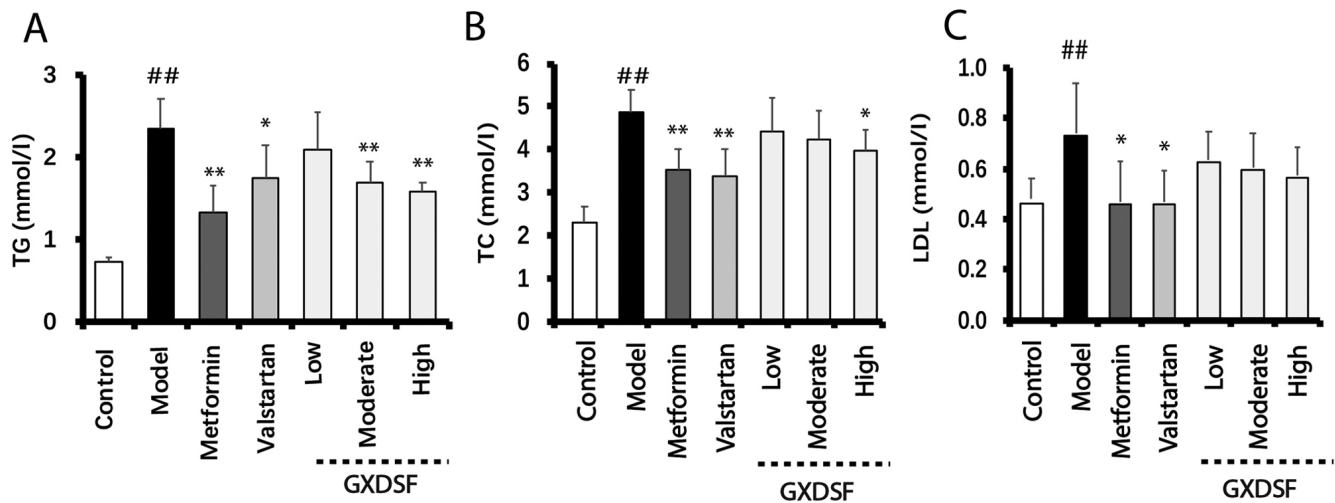 A
TG (mmol/l)
3
2
1
0
##
**
*
**
**
Control
Model
Metformin
Valstartan
Low
Moderate
High
GXDSF
B
TC (mmol/l)
6
5
4
3
2
1
0
##
**
**
*
Control
Model
Metformin
Valstartan
Low
Moderate
High
GXDSF
C
LDL (mmol/l)
1.0
0.8
0.6
0.4
0.2
0.0
##
*
*
Control
Model
Metformin
Valstartan
Low
Moderate
High
GXDSF